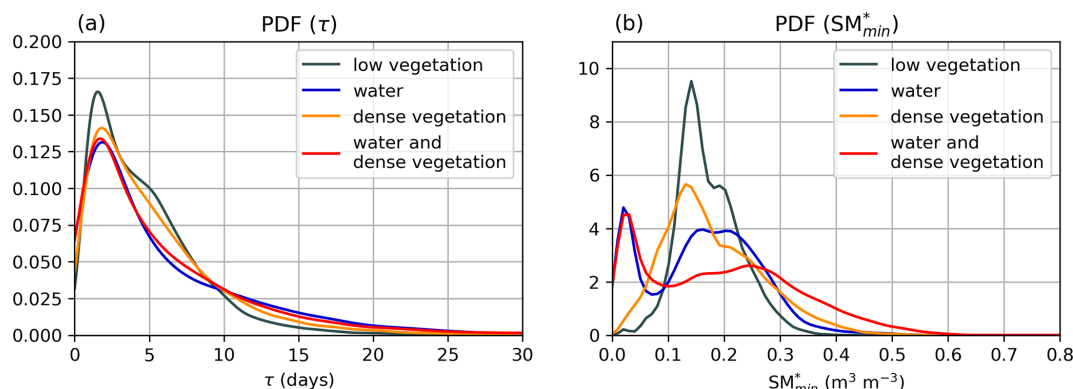 (a) PDF (τ)
0.200
0.175
0.150
0.125
0.100
0.075
0.050
0.025
0.000
low vegetation
water
dense vegetation
water and
dense vegetation
0 5 10 15 20 25 30
τ (days)
(b) PDF (SM*min)
10
8
6
4
2
0
low vegetation
water
dense vegetation
water and
dense vegetation
0.0 0.1 0.2 0.3 0.4 0.5 0.6 0.8
SM*min (m³ m⁻³)